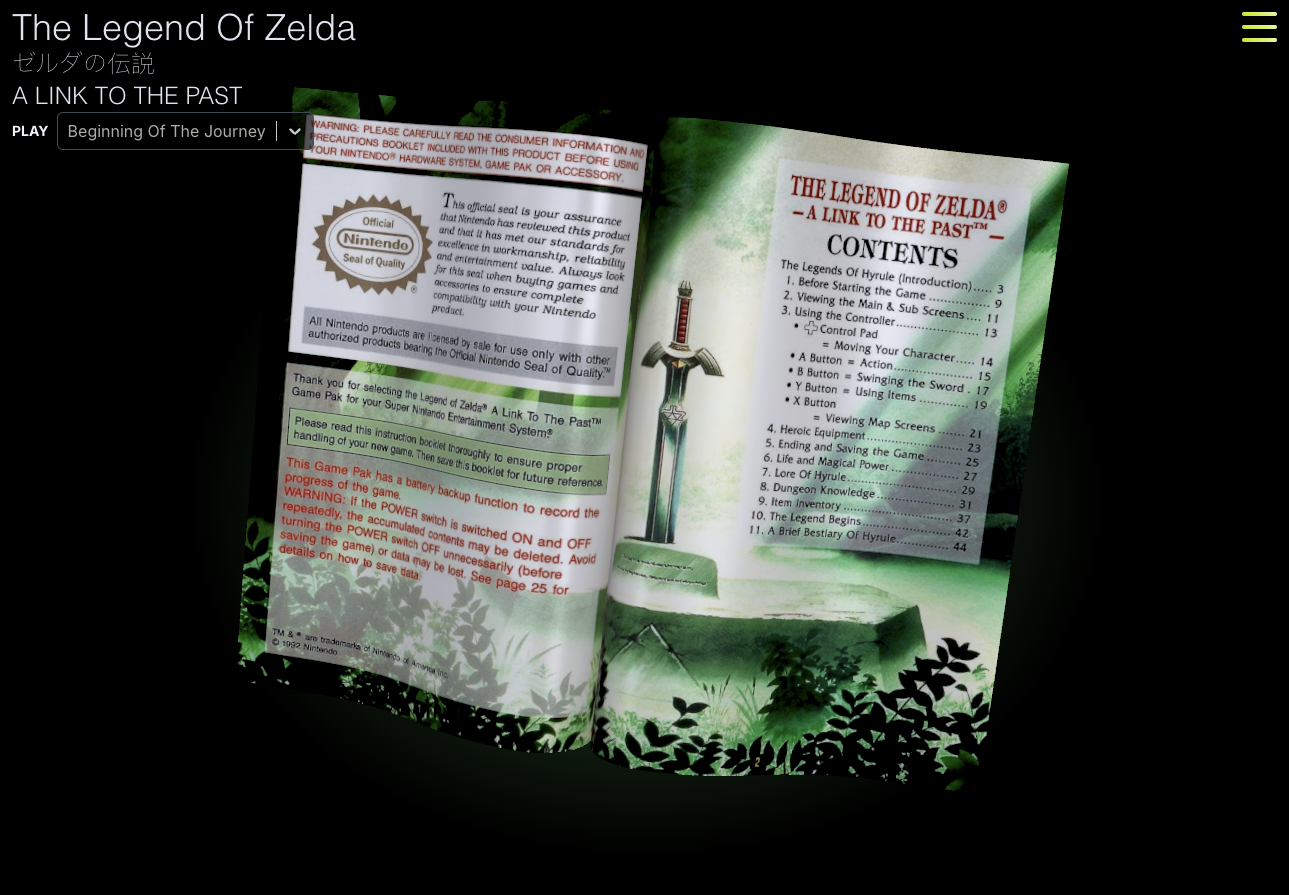 The Legend Of Zelda
ゼルダの伝説
A LINK TO THE PAST
PLAY Beginning Of The Journey
WARNING: PLEASE CAREFULLY READ THE CONSUMER INFORMATION AND
PRECAUTIONS BOOKLET INCLUDED WITH THIS PRODUCT BEFORE USING
YOUR NINTENDO® HARDWARE SYSTEM, GAME PAK OR ACCESSORY.
Official
Nintendo
Seal of Quality
®
This official seal is your assurance
that Nintendo has reviewed this product
and that it has met our standards for
excellence in workmanship, reliability
and entertainment value. Always look
for this seal when buying games and
accessories to ensure complete
compatibility with your Nintendo
product.
All Nintendo products are licensed by sale for use only with other
authorized products bearing the Official Nintendo Seal of Quality.™
Thank you for selecting the Legend of Zelda® A Link To The Past™
Game Pak for your Super Nintendo Entertainment System®.
Please read this instruction booklet thoroughly to ensure proper
handling of your new game. Then save this booklet for future reference.
This Game Pak has a battery backup function to record the
progress of the game.
WARNING: If the POWER switch is switched ON and OFF
repeatedly, the accumulated contents may be deleted. Avoid
turning the POWER switch OFF unnecessarily (before
saving the game) or data may be lost. See page 25 for
details on how to save data.
TM & ® are trademarks of Nintendo of America Inc.
© 1992 Nintendo
THE LEGEND OF ZELDA®
–A LINK TO THE PAST™–
CONTENTS
The Legends Of Hyrule (Introduction)..... 3
1. Before Starting the Game ............... 9
2. Viewing the Main & Sub Screens.... 11
3. Using the Controller..................... 13
• Control Pad
= Moving Your Character..... 14
• A Button = Action..................... 15
• B Button = Swinging the Sword . 17
• Y Button = Using Items .............. 19
• X Button
= Viewing Map Screens ....... 21
4. Heroic Equipment......................... 23
5. Ending and Saving the Game......... 25
6. Life and Magical Power ................. 27
7. Lore Of Hyrule............................. 29
8. Dungeon Knowledge..................... 31
9. Item Inventory ............................. 37
10. The Legend Begins........................ 42
11. A Brief Bestiary Of Hyrule.............. 44
2